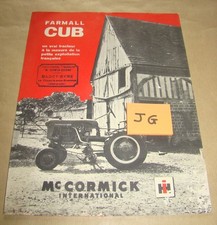 FARMALL
CUB
un vrai tracteur
à la mesure de la
petite exploitation
française
JG
McCORMICK
INTERNATIONAL
IH